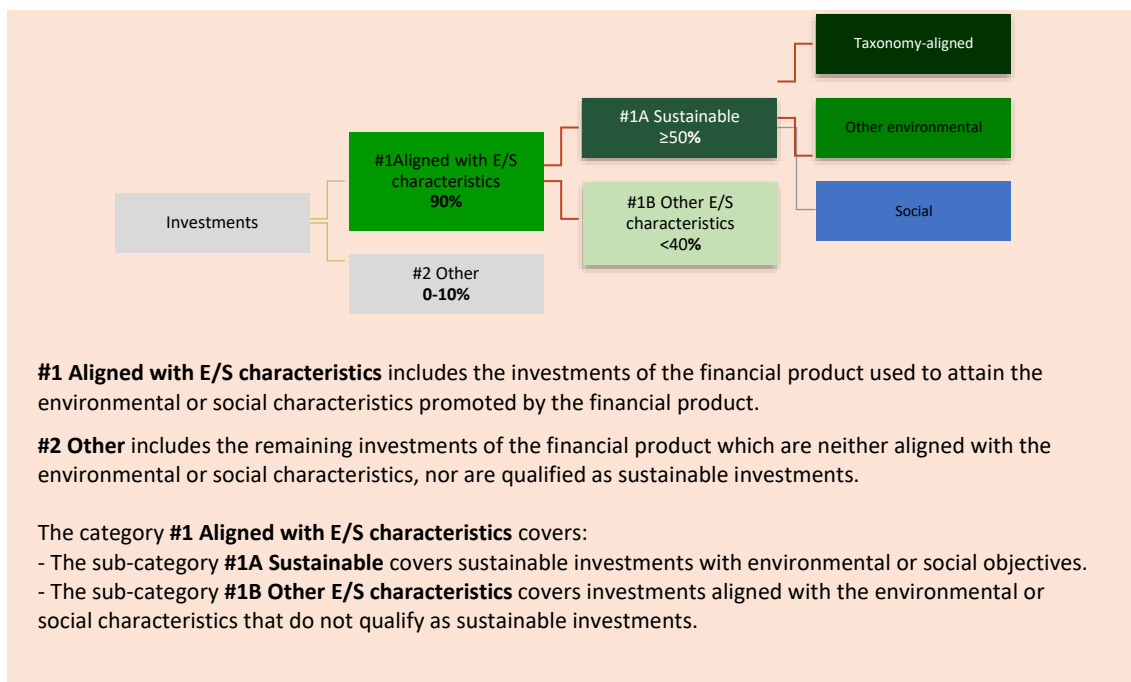 Taxonomy-aligned
#1A Sustainable
≥50%
Other environmental
#1Aligned with E/S
characteristics
90%
#1B Other E/S
characteristics
<40%
Social
Investments
#2 Other
0-10%
#1 Aligned with E/S characteristics includes the investments of the financial product used to attain the
environmental or social characteristics promoted by the financial product.
#2 Other includes the remaining investments of the financial product which are neither aligned with the
environmental or social characteristics, nor are qualified as sustainable investments.
The category #1 Aligned with E/S characteristics covers:
- The sub-category #1A Sustainable covers sustainable investments with environmental or social objectives.
- The sub-category #1B Other E/S characteristics covers investments aligned with the environmental or
social characteristics that do not qualify as sustainable investments.